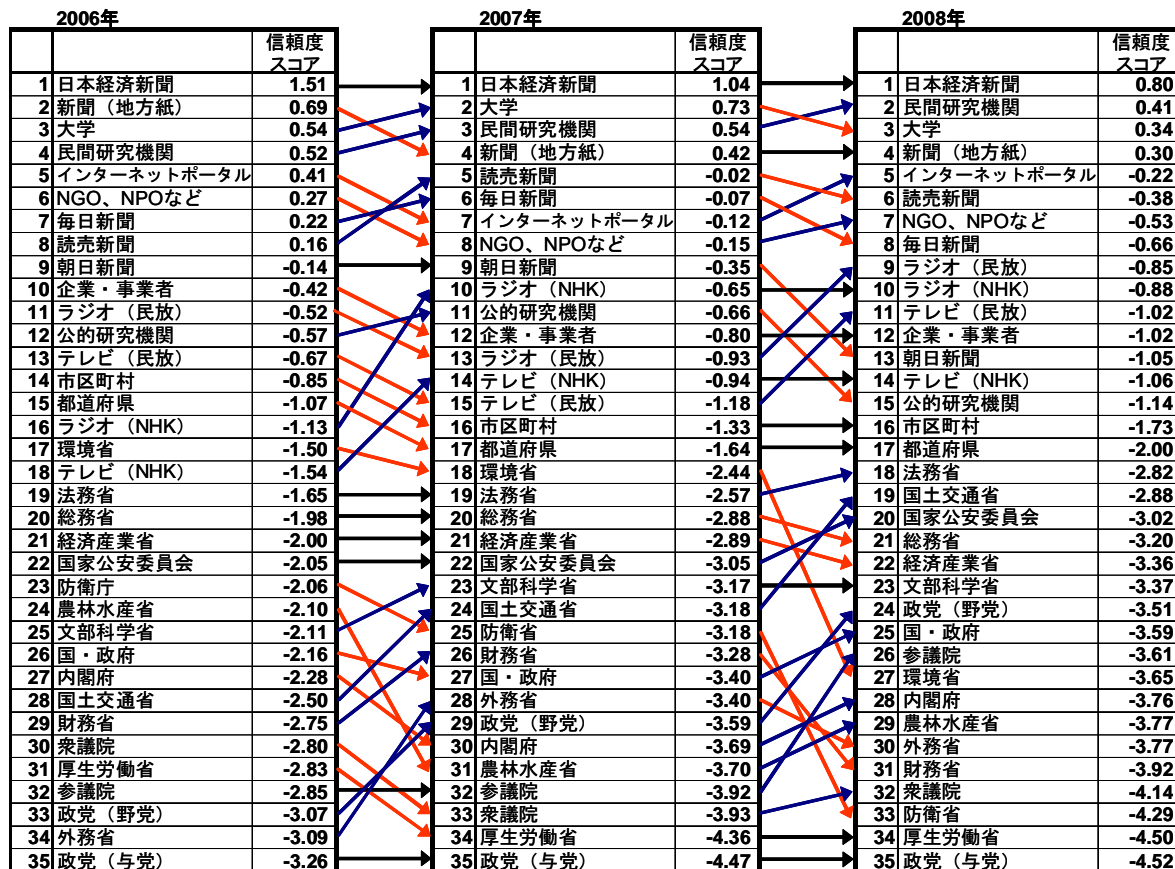 2006年
信頼度
スコア
1 日本経済新聞 1.51
2 新聞（地方紙） 0.69
3 大学 0.54
4 民間研究機関 0.52
5 インターネットポータル 0.41
6 NGO、NPOなど 0.27
7 毎日新聞 0.22
8 読売新聞 0.16
9 朝日新聞 -0.14
10 企業・事業者 -0.42
11 ラジオ（民放） -0.52
12 公的研究機関 -0.57
13 テレビ（民放） -0.67
14 市区町村 -0.85
15 都道府県 -1.07
16 ラジオ（NHK） -1.13
17 環境省 -1.50
18 テレビ（NHK） -1.54
19 法務省 -1.65
20 総務省 -1.98
21 経済産業省 -2.00
22 国家公安委員会 -2.05
23 防衛庁 -2.06
24 農林水産省 -2.10
25 文部科学省 -2.11
26 国・政府 -2.16
27 内閣府 -2.28
28 国土交通省 -2.50
29 財務省 -2.75
30 衆議院 -2.80
31 厚生労働省 -2.83
32 参議院 -2.85
33 政党（野党） -3.07
34 外務省 -3.09
35 政党（与党） -3.26
2007年
信頼度
スコア
1 日本経済新聞 1.04
2 大学 0.73
3 民間研究機関 0.54
4 新聞（地方紙） 0.42
5 読売新聞 -0.02
6 毎日新聞 -0.07
7 インターネットポータル -0.12
8 NGO、NPOなど -0.15
9 朝日新聞 -0.35
10 ラジオ（NHK） -0.65
11 公的研究機関 -0.66
12 企業・事業者 -0.80
13 ラジオ（民放） -0.93
14 テレビ（NHK） -0.94
15 テレビ（民放） -1.18
16 市区町村 -1.33
17 都道府県 -1.64
18 環境省 -2.44
19 法務省 -2.57
20 総務省 -2.88
21 経済産業省 -2.89
22 国家公安委員会 -3.05
23 文部科学省 -3.17
24 国土交通省 -3.18
25 防衛省 -3.18
26 財務省 -3.28
27 国・政府 -3.40
28 外務省 -3.40
29 政党（野党） -3.59
30 内閣府 -3.69
31 農林水産省 -3.70
32 参議院 -3.92
33 衆議院 -3.93
34 厚生労働省 -4.36
35 政党（与党） -4.47
2008年
信頼度
スコア
1 日本経済新聞 0.80
2 民間研究機関 0.41
3 大学 0.34
4 新聞（地方紙） 0.30
5 インターネットポータル -0.22
6 読売新聞 -0.38
7 NGO、NPOなど -0.53
8 毎日新聞 -0.66
9 ラジオ（民放） -0.85
10 ラジオ（NHK） -0.88
11 テレビ（民放） -1.02
12 企業・事業者 -1.02
13 朝日新聞 -1.05
14 テレビ（NHK） -1.06
15 公的研究機関 -1.14
16 市区町村 -1.73
17 都道府県 -2.00
18 法務省 -2.82
19 国土交通省 -2.88
20 国家公安委員会 -3.02
21 総務省 -3.20
22 経済産業省 -3.36
23 文部科学省 -3.37
24 政党（野党） -3.51
25 国・政府 -3.59
26 参議院 -3.61
27 環境省 -3.65
28 内閣府 -3.76
29 農林水産省 -3.77
30 外務省 -3.77
31 財務省 -3.92
32 衆議院 -4.14
33 防衛省 -4.29
34 厚生労働省 -4.50
35 政党（与党） -4.52